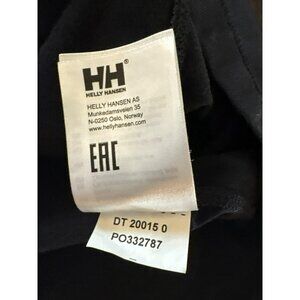 HH
HELLY HANSEN
HELLY HANSEN AS
Munkedamsveien 35
N-0250 Oslo, Norway
www.hellyhansen.com
EAC
DT 20015 0
PO332787